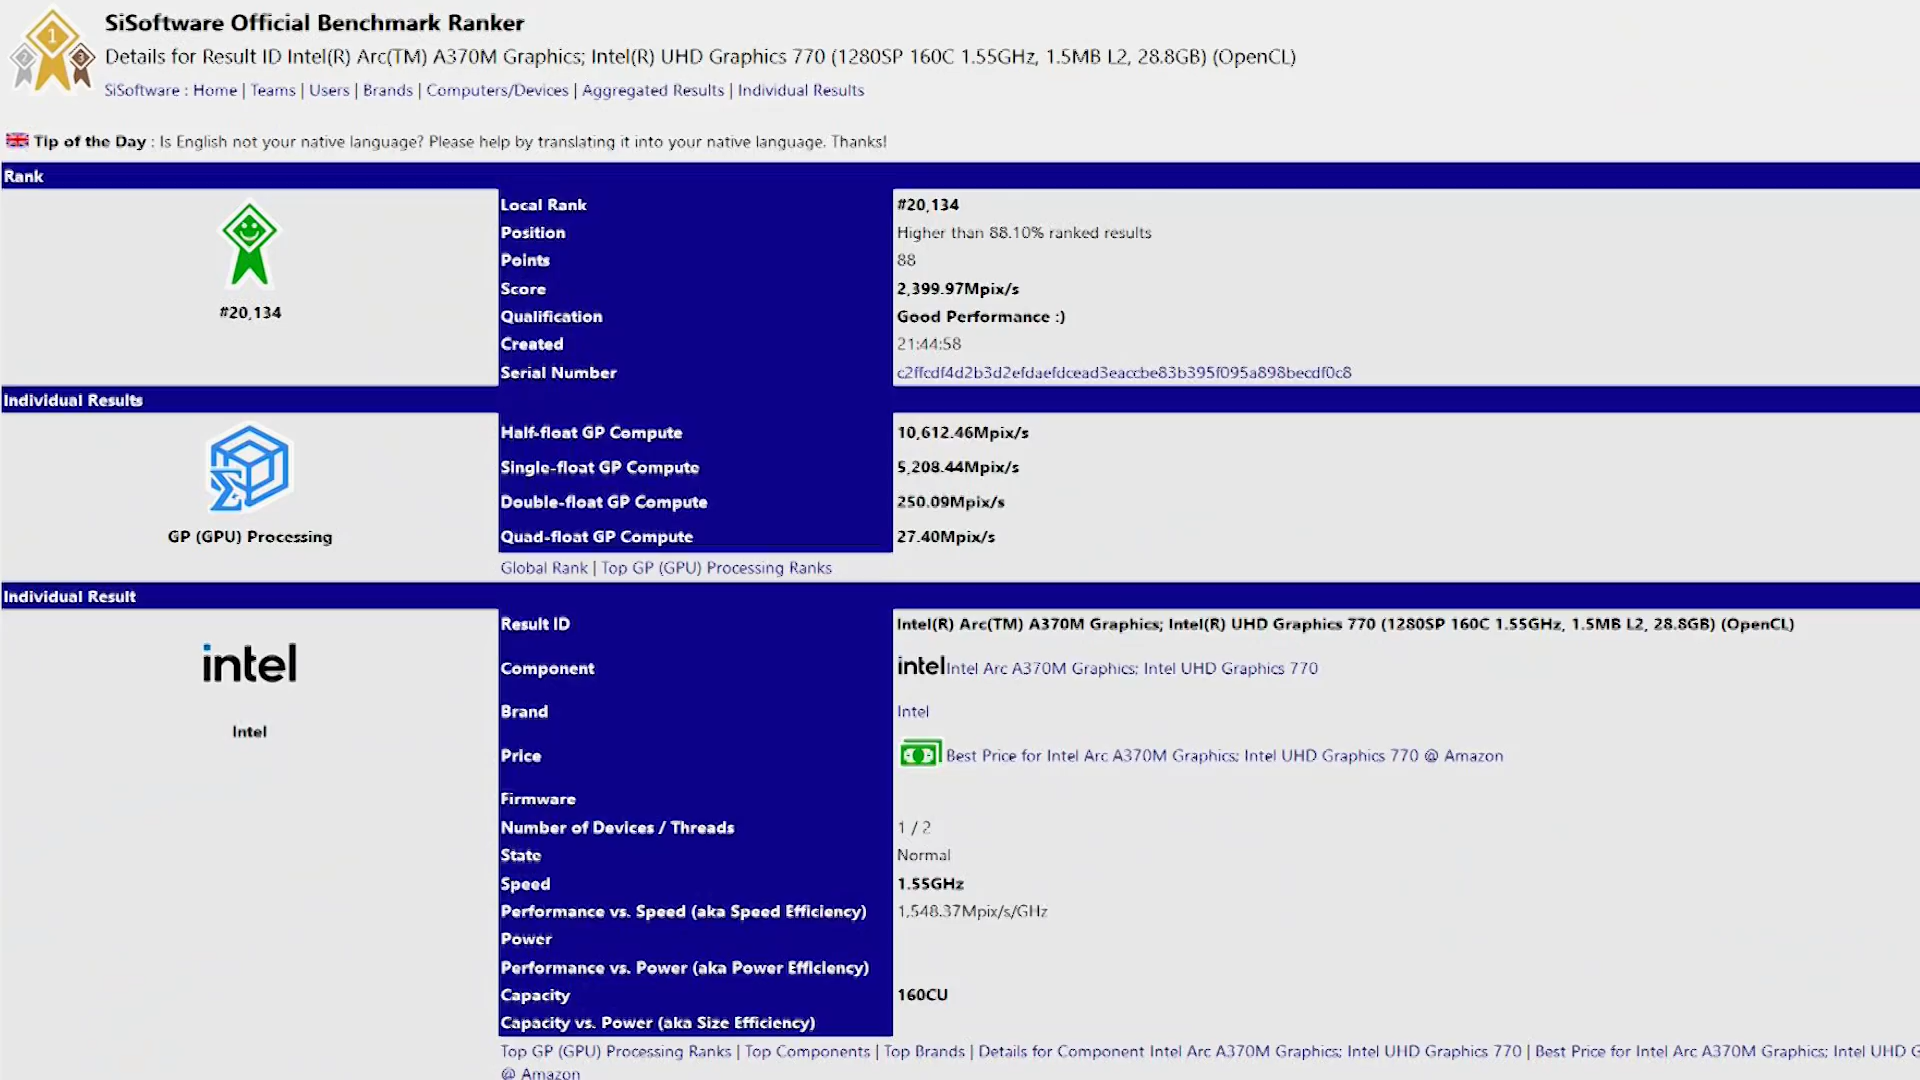 SiSoftware Official Benchmark Ranker
Details for Result ID Intel(R) Arc(TM) A370M Graphics; Intel(R) UHD Graphics 770 (1280SP 160C 1.55GHz, 1.5MB L2, 28.8GB) (OpenCL)
SiSoftware : Home | Teams | Users | Brands | Computers/Devices | Aggregated Results | Individual Results
Tip of the Day : Is English not your native language? Please help by translating it into your native language. Thanks!
Rank
#20,134
Local Rank #20,134
Position Higher than 88.10% ranked results
Points 88
Score 2,399.97Mpix/s
Qualification Good Performance :)
Created 21:44:58
Serial Number c2ffcdf4d2b3d2efdaefdcead3eaccbe83b395f095a898becdf0c8
Individual Results
GP (GPU) Processing
Half-float GP Compute 10,612.46Mpix/s
Single-float GP Compute 5,208.44Mpix/s
Double-float GP Compute 250.09Mpix/s
Quad-float GP Compute 27.40Mpix/s
Global Rank | Top GP (GPU) Processing Ranks
Individual Result
intel
Intel
Result ID Intel(R) Arc(TM) A370M Graphics; Intel(R) UHD Graphics 770 (1280SP 160C 1.55GHz, 1.5MB L2, 28.8GB) (OpenCL)
Component intel Intel Arc A370M Graphics; Intel UHD Graphics 770
Brand Intel
Price Best Price for Intel Arc A370M Graphics; Intel UHD Graphics 770 @ Amazon
Firmware
Number of Devices / Threads 1 / 2
State Normal
Speed 1.55GHz
Performance vs. Speed (aka Speed Efficiency) 1,548.37Mpix/s/GHz
Power
Performance vs. Power (aka Power Efficiency)
Capacity 160CU
Capacity vs. Power (aka Size Efficiency)
Top GP (GPU) Processing Ranks | Top Components | Top Brands | Details for Component Intel Arc A370M Graphics; Intel UHD Graphics 770 | Best Price for Intel Arc A370M Graphics; Intel UHD G
@ Amazon